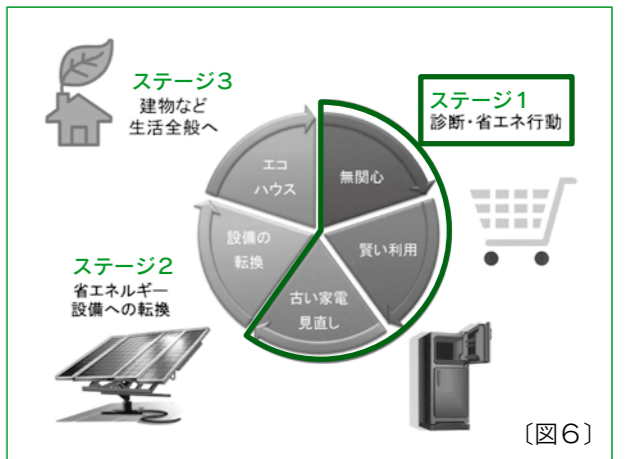 ステージ3
建物など
生活全般へ
ステージ1
診断・省エネ行動
エコ
ハウス
無関心
設備の
転換
賢い利用
古い家電
見直し
ステージ2
省エネルギー
設備への転換
〔図6〕